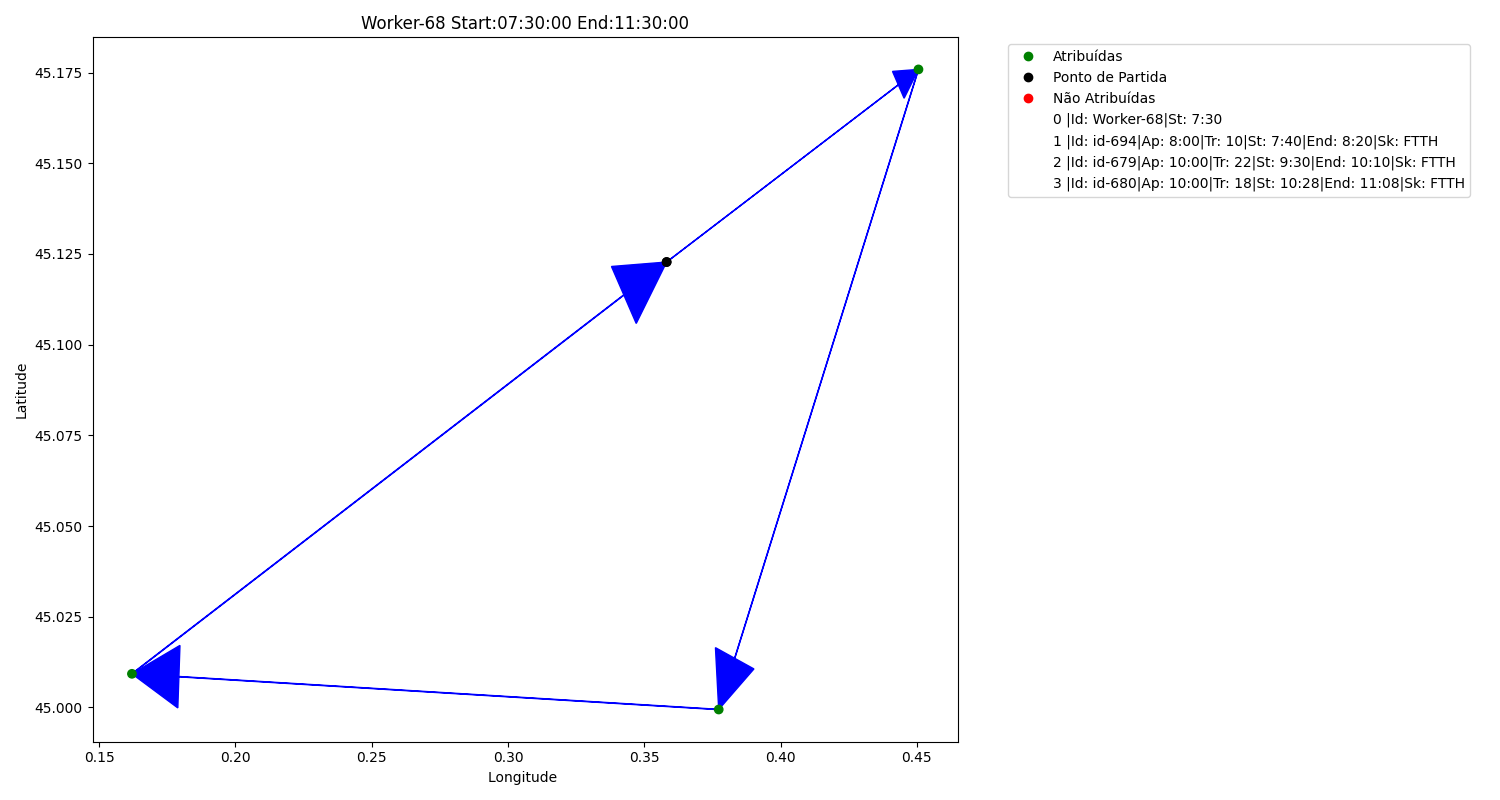 Worker-68 Start:07:30:00 End:11:30:00
Atribuídas
Ponto de Partida
Não Atribuídas
0 |Id: Worker-68|St: 7:30
1 |Id: id-694|Ap: 8:00|Tr: 10|St: 7:40|End: 8:20|Sk: FTTH
2 |Id: id-679|Ap: 10:00|Tr: 22|St: 9:30|End: 10:10|Sk: FTTH
3 |Id: id-680|Ap: 10:00|Tr: 18|St: 10:28|End: 11:08|Sk: FTTH
Latitude
45.175
45.150
45.125
45.100
45.075
45.050
45.025
45.000
0.15 0.20 0.25 0.30 0.35 0.40 0.45
Longitude